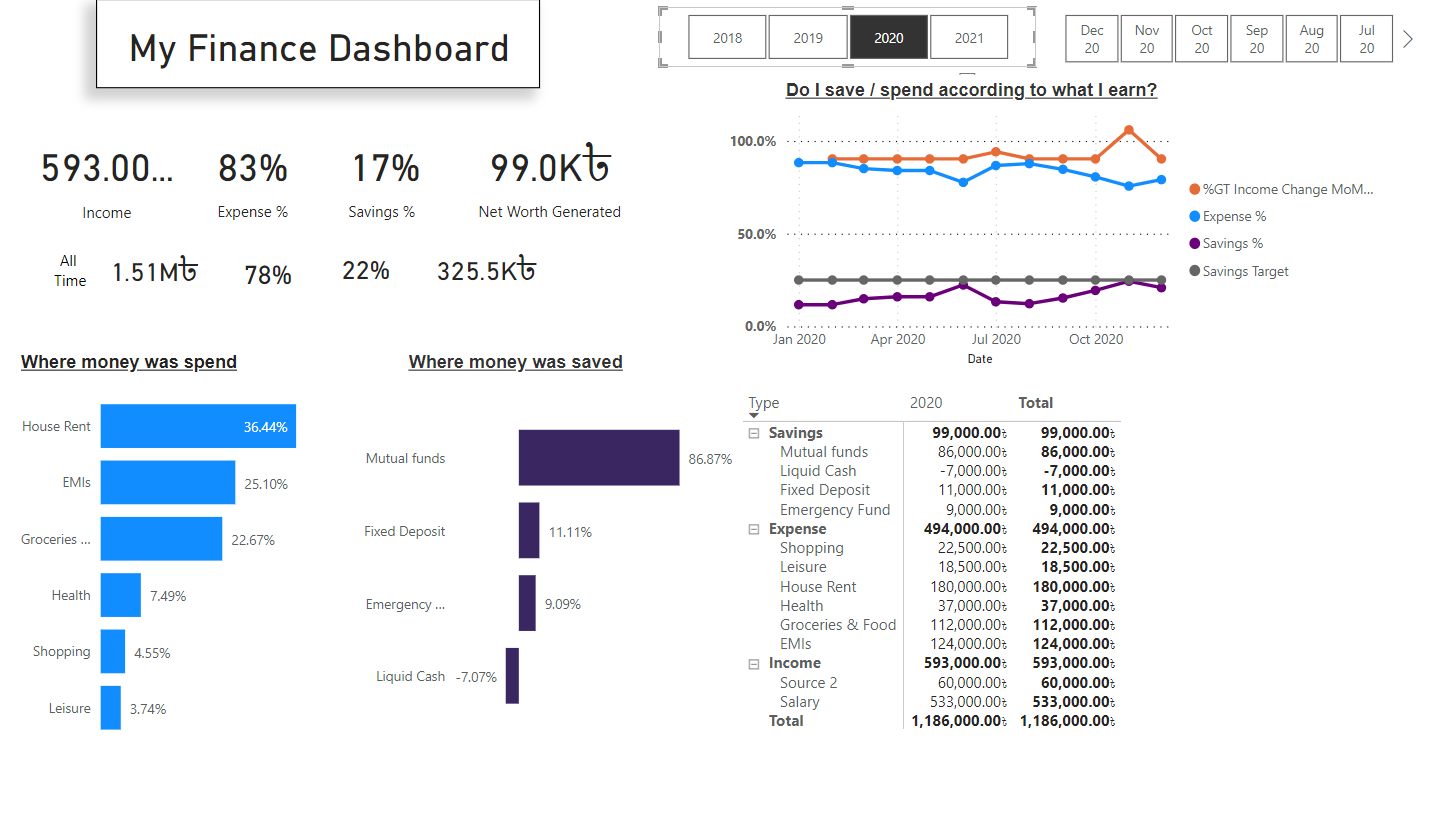 My Finance Dashboard
2018
2019
2020
2021
Dec
20
Nov
20
Oct
20
Sep
20
Aug
20
Jul
20
593.00...
Income
83%
Expense %
17%
Savings %
99.0K৳
Net Worth Generated
All
Time
1.51M৳
78%
22%
325.5K৳
Do I save / spend according to what I earn?
100.0%
50.0%
0.0%
Jan 2020
Apr 2020
Jul 2020
Oct 2020
Date
%GT Income Change MoM...
Expense %
Savings %
Savings Target
Where money was spend
House Rent 36.44%
EMIs 25.10%
Groceries ... 22.67%
Health 7.49%
Shopping 4.55%
Leisure 3.74%
Where money was saved
Mutual funds 86.87%
Fixed Deposit 11.11%
Emergency ... 9.09%
Liquid Cash -7.07%
Type 2020 Total
Savings 99,000.00৳ 99,000.00৳
Mutual funds 86,000.00৳ 86,000.00৳
Liquid Cash -7,000.00৳ -7,000.00৳
Fixed Deposit 11,000.00৳ 11,000.00৳
Emergency Fund 9,000.00৳ 9,000.00৳
Expense 494,000.00৳ 494,000.00৳
Shopping 22,500.00৳ 22,500.00৳
Leisure 18,500.00৳ 18,500.00৳
House Rent 180,000.00৳ 180,000.00৳
Health 37,000.00৳ 37,000.00৳
Groceries & Food 112,000.00৳ 112,000.00৳
EMIs 124,000.00৳ 124,000.00৳
Income 593,000.00৳ 593,000.00৳
Source 2 60,000.00৳ 60,000.00৳
Salary 533,000.00৳ 533,000.00৳
Total 1,186,000.00৳ 1,186,000.00৳